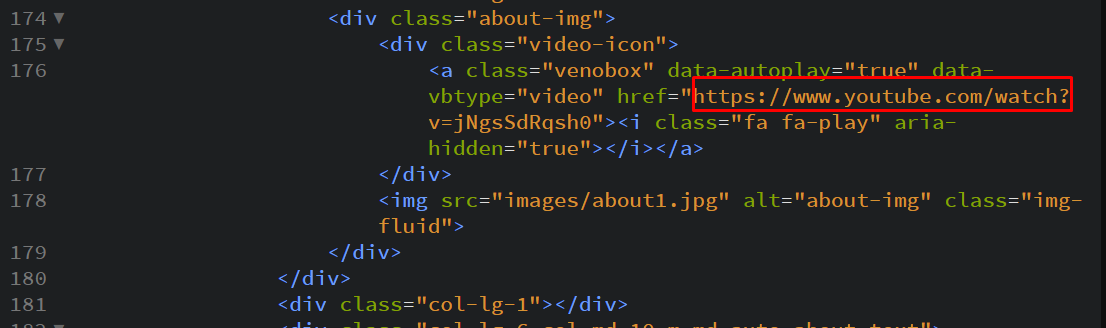 174 ▼ <div class="about-img">
175 ▼ <div class="video-icon">
176 <a class="venobox" data-autoplay="true" data-
vbtype="video" href="https://www.youtube.com/watch?
v=jNgsSdRqsh0"><i class="fa fa-play" aria-
hidden="true"></i></a>
177 </div>
178 <img src="images/about1.jpg" alt="about-img" class="img-
fluid">
179 </div>
180 </div>
181 <div class="col-lg-1"></div>